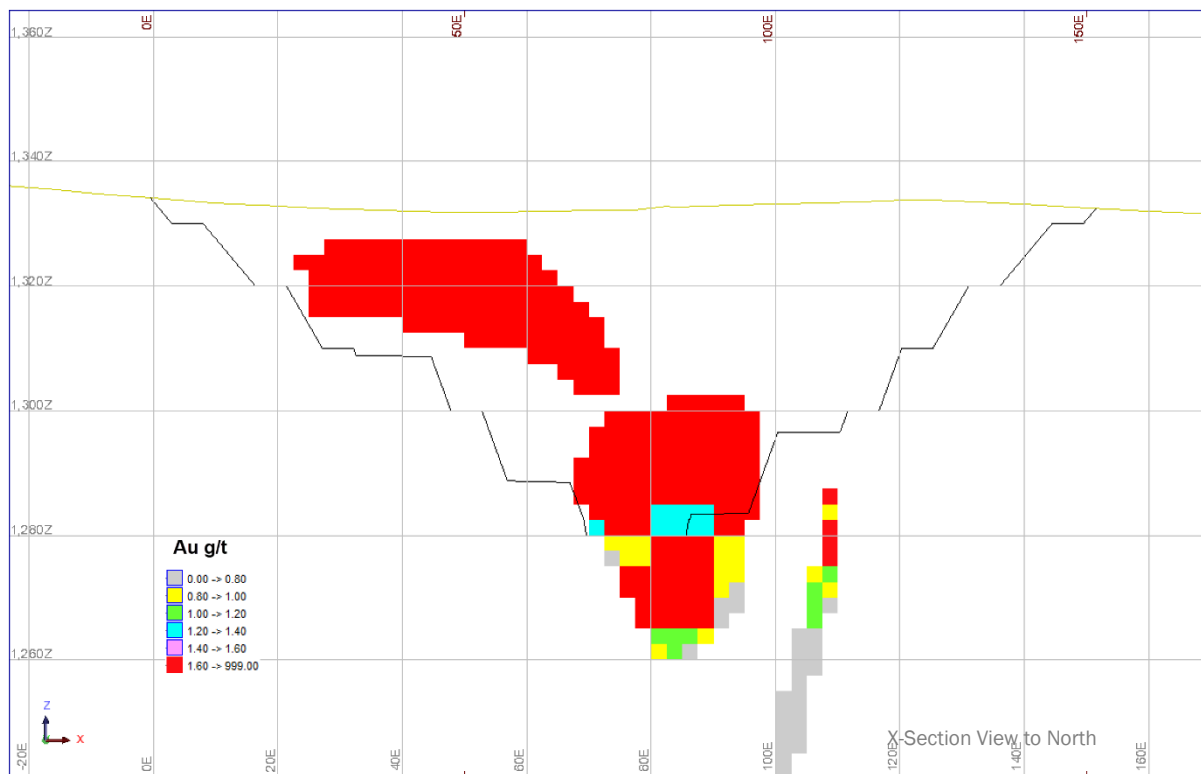 0E 50E 100E 150E
1,360Z
1,340Z
1,320Z
1,300Z
1,280Z
Au g/t
0.00 -> 0.80
0.80 -> 1.00
1.00 -> 1.20
1.20 -> 1.40
1.40 -> 1.60
1.60 -> 999.00
1,260Z
Z
X
X-Section View to North
-20E 0E 20E 40E 60E 80E 100E 120E 140E 160E